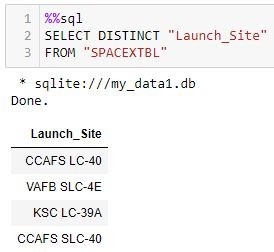 1 %%sql
2 SELECT DISTINCT "Launch_Site"
3 FROM "SPACEXTBL"
* sqlite:///my_data1.db
Done.
Launch_Site
CCAFS LC-40
VAFB SLC-4E
KSC LC-39A
CCAFS SLC-40